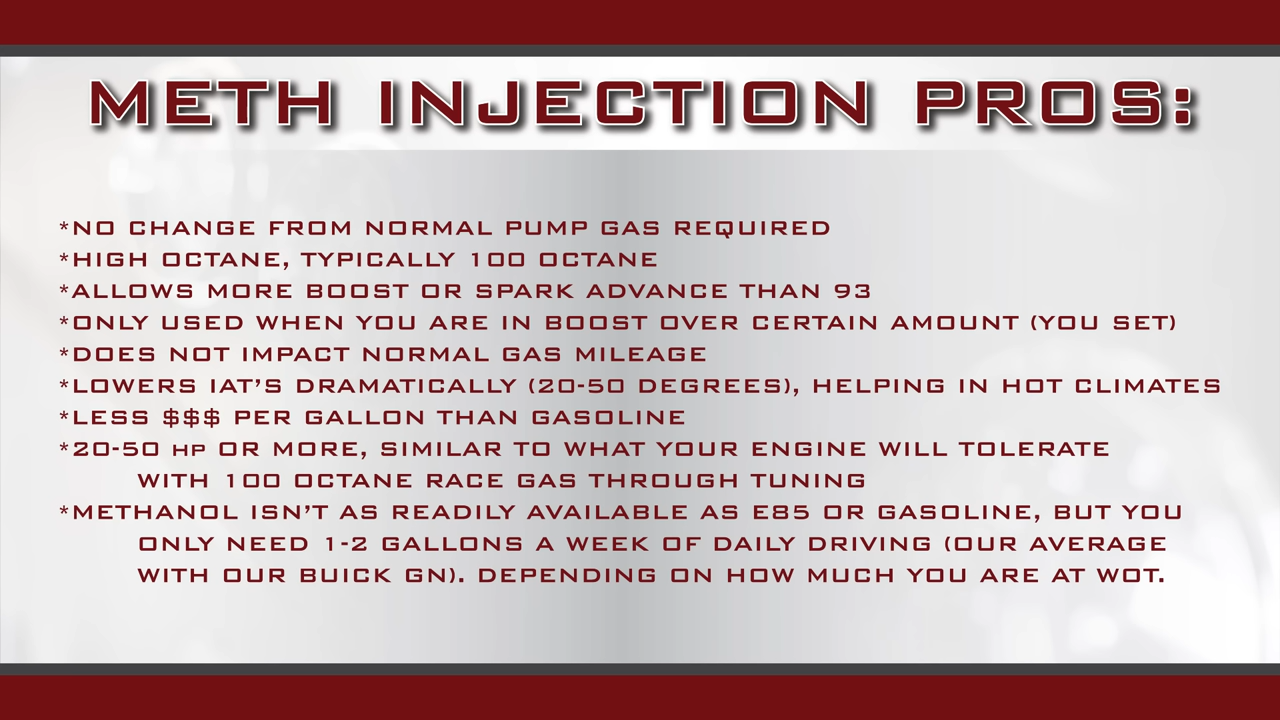 METH INJECTION PROS:
*NO CHANGE FROM NORMAL PUMP GAS REQUIRED
*HIGH OCTANE, TYPICALLY 100 OCTANE
*ALLOWS MORE BOOST OR SPARK ADVANCE THAN 93
*ONLY USED WHEN YOU ARE IN BOOST OVER CERTAIN AMOUNT (YOU SET)
*DOES NOT IMPACT NORMAL GAS MILEAGE
*LOWERS IAT'S DRAMATICALLY (20-50 DEGREES), HELPING IN HOT CLIMATES
*LESS $$$ PER GALLON THAN GASOLINE
*20-50 HP OR MORE, SIMILAR TO WHAT YOUR ENGINE WILL TOLERATE
WITH 100 OCTANE RACE GAS THROUGH TUNING
*METHANOL ISN'T AS READILY AVAILABLE AS E85 OR GASOLINE, BUT YOU
ONLY NEED 1-2 GALLONS A WEEK OF DAILY DRIVING (OUR AVERAGE
WITH OUR BUICK GN). DEPENDING ON HOW MUCH YOU ARE AT WOT.